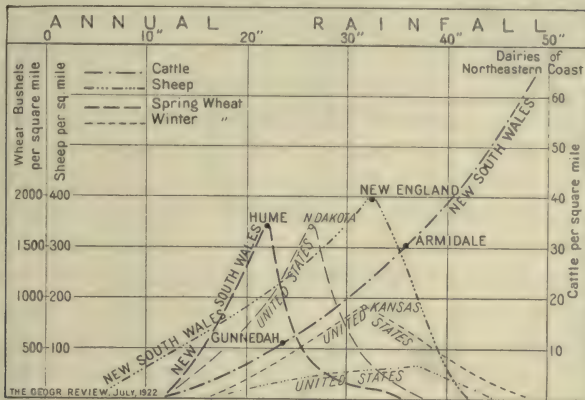 ANNUAL RAINFALL
0 10" 20" 30" 40" 50"
Wheat Bushels per square mile
Sheep per sq. mile
Cattle
Sheep
Spring Wheat
Winter "
Dairies of
Northeastern Coast
60
50
2000 400 NEW ENGLAND 40
HUME N.DAKOTA NEW SOUTH WALES
1500 300 ARMIDALE 30
NEW SOUTH WALES UNITED STATES
1000 200 20
NEW SOUTH WALES KANSAS
UNITED STATES
GUNNEDAH
500 100 10
UNITED STATES
Cattle per square mile
THE GEOGR. REVIEW, JULY, 1922